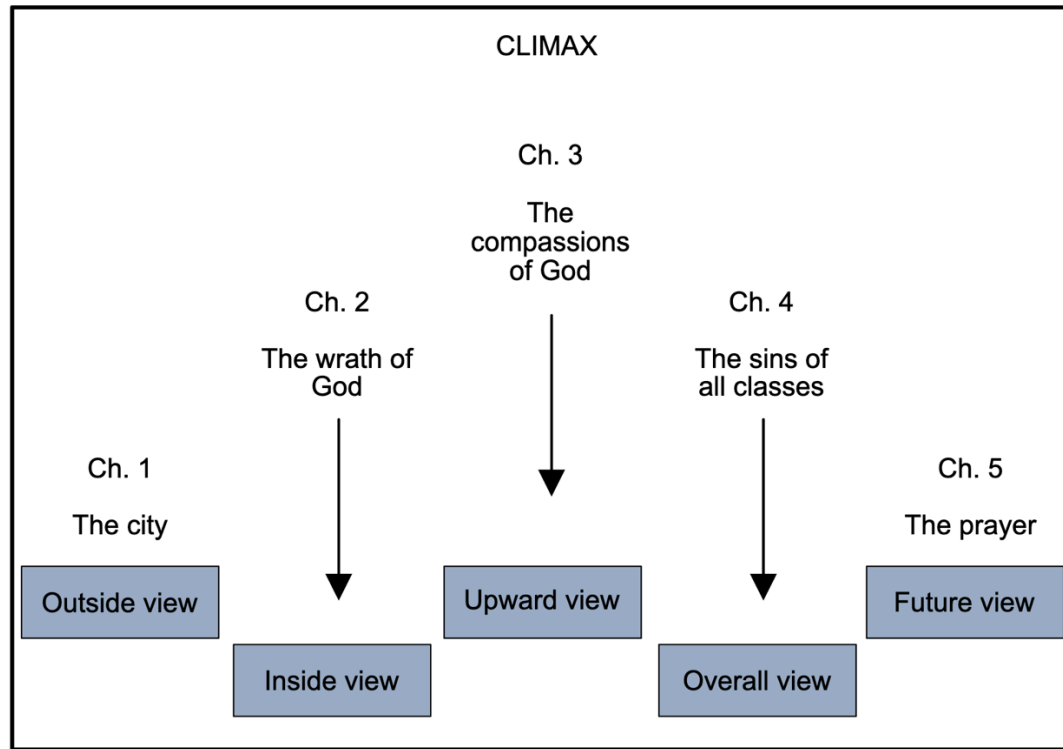 CLIMAX
Ch. 3
The
compassions
of God
Ch. 2
The wrath of
God
Ch. 4
The sins of
all classes
Ch. 1
The city
Ch. 5
The prayer
Outside view
Inside view
Upward view
Overall view
Future view